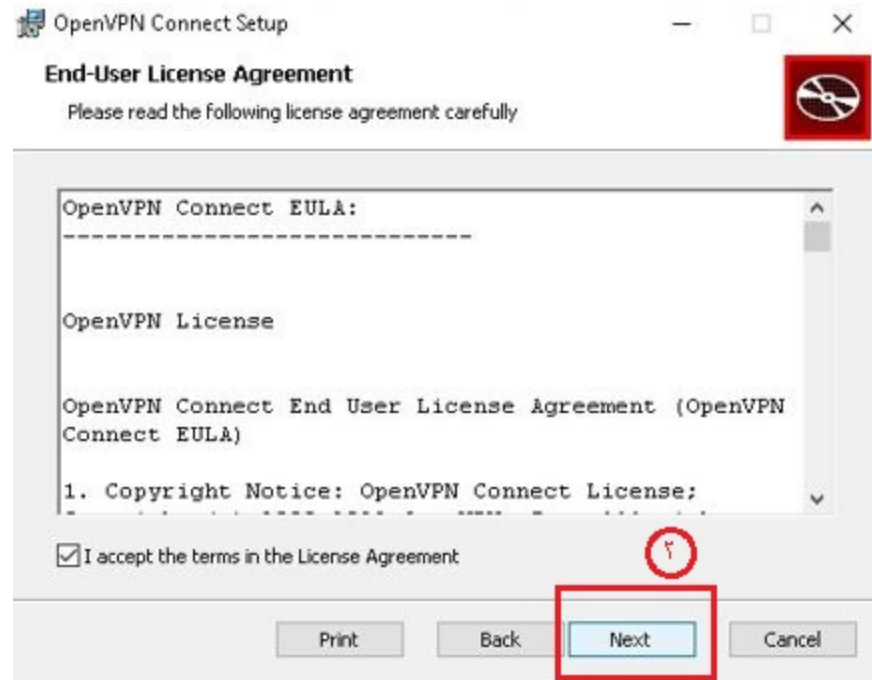 OpenVPN Connect Setup
End-User License Agreement
Please read the following license agreement carefully
OpenVPN Connect EULA:
-----------------------------
OpenVPN License
OpenVPN Connect End User License Agreement (OpenVPN
Connect EULA)
1. Copyright Notice: OpenVPN Connect License;
I accept the terms in the License Agreement
۲
Print
Back
Next
Cancel